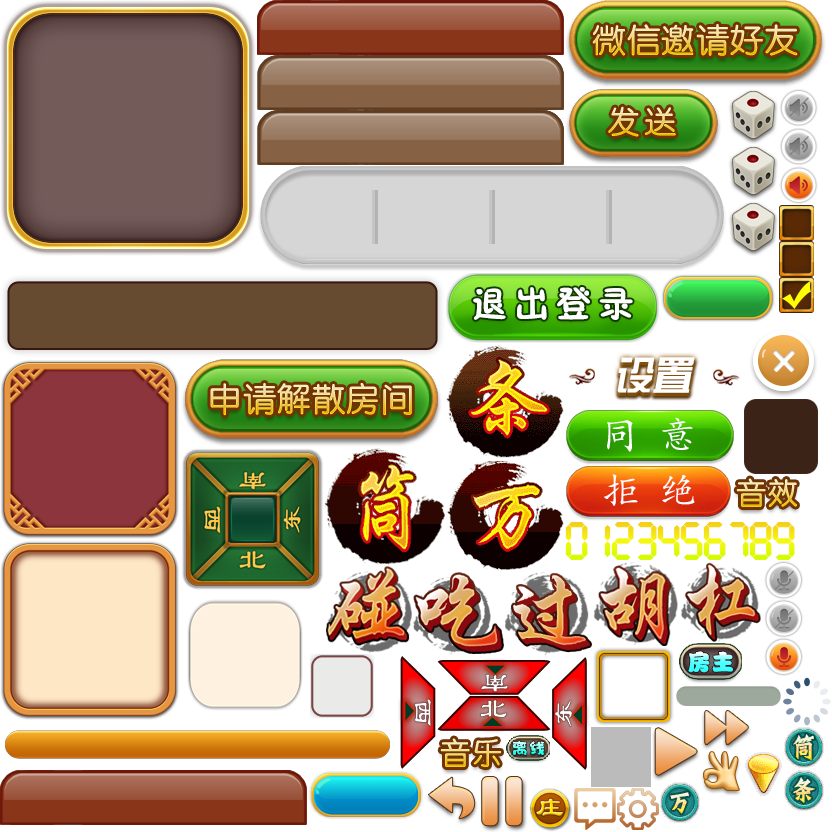 微信邀请好友
发送
退出登录
设置
申请解散房间
条
同意
拒绝
音效
南
西
东
北
筒
万
0123456789
碰吃过胡杠
房主
南
西
北
东
音乐
离线
庄
万
筒
条